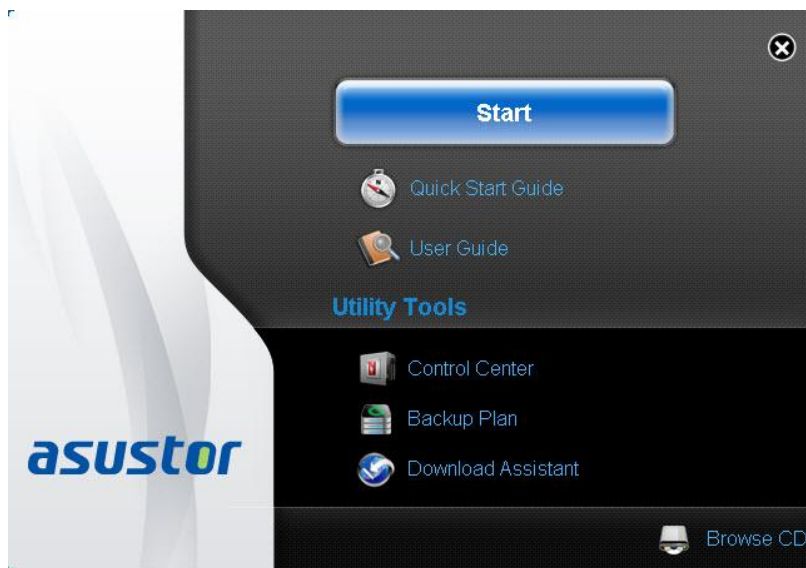 Start
Quick Start Guide
User Guide
Utility Tools
Control Center
Backup Plan
Download Assistant
asustor
Browse CD